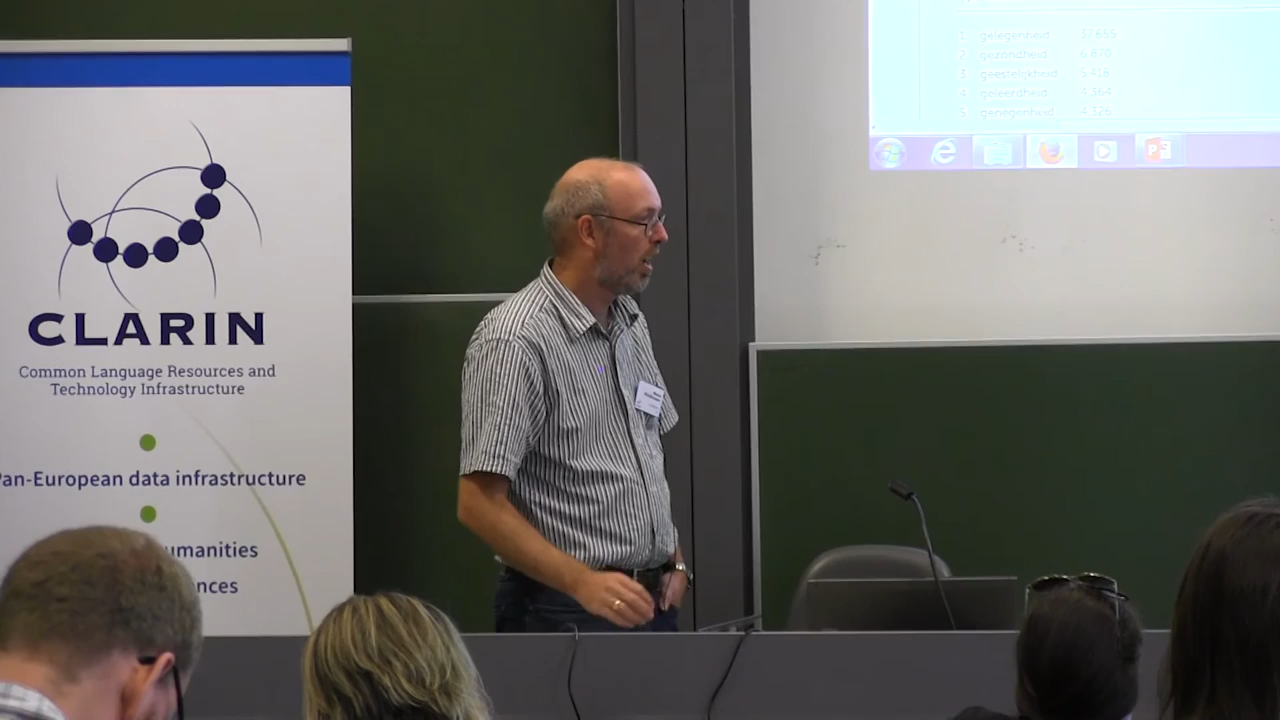 CLARIN
Common Language Resources and
Technology Infrastructure
Pan-European data infrastructure
umanities
nces
1. gelegenheid 37.655
2. gezondheid 6.870
3. geestelijkheid 5.418
4. geleerdheid 4.364
5. genegenheid 4.326